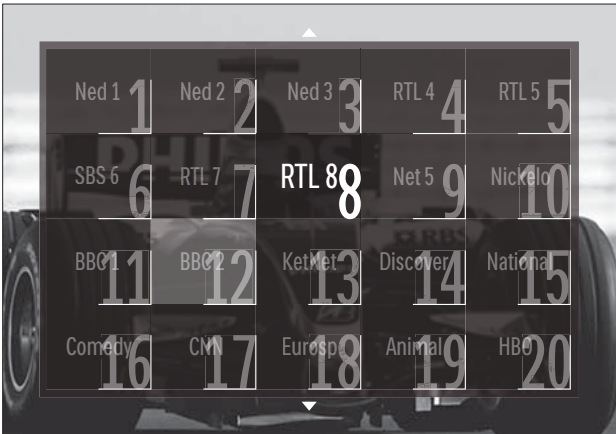 Ned 1 1 Ned 2 2 Ned 3 3 RTL 4 4 RTL 5 5
PHILIPS
SBS 6 6 RTL 7 7 RTL 8 8 Net 5 9 Nickelo 10
RBS
BBC 1 11 BBC 2 12 KetNet 13 Discover 14 National 15
Comedy 16 CNN 17 Eurospo 18 Animal 19 HBO 20